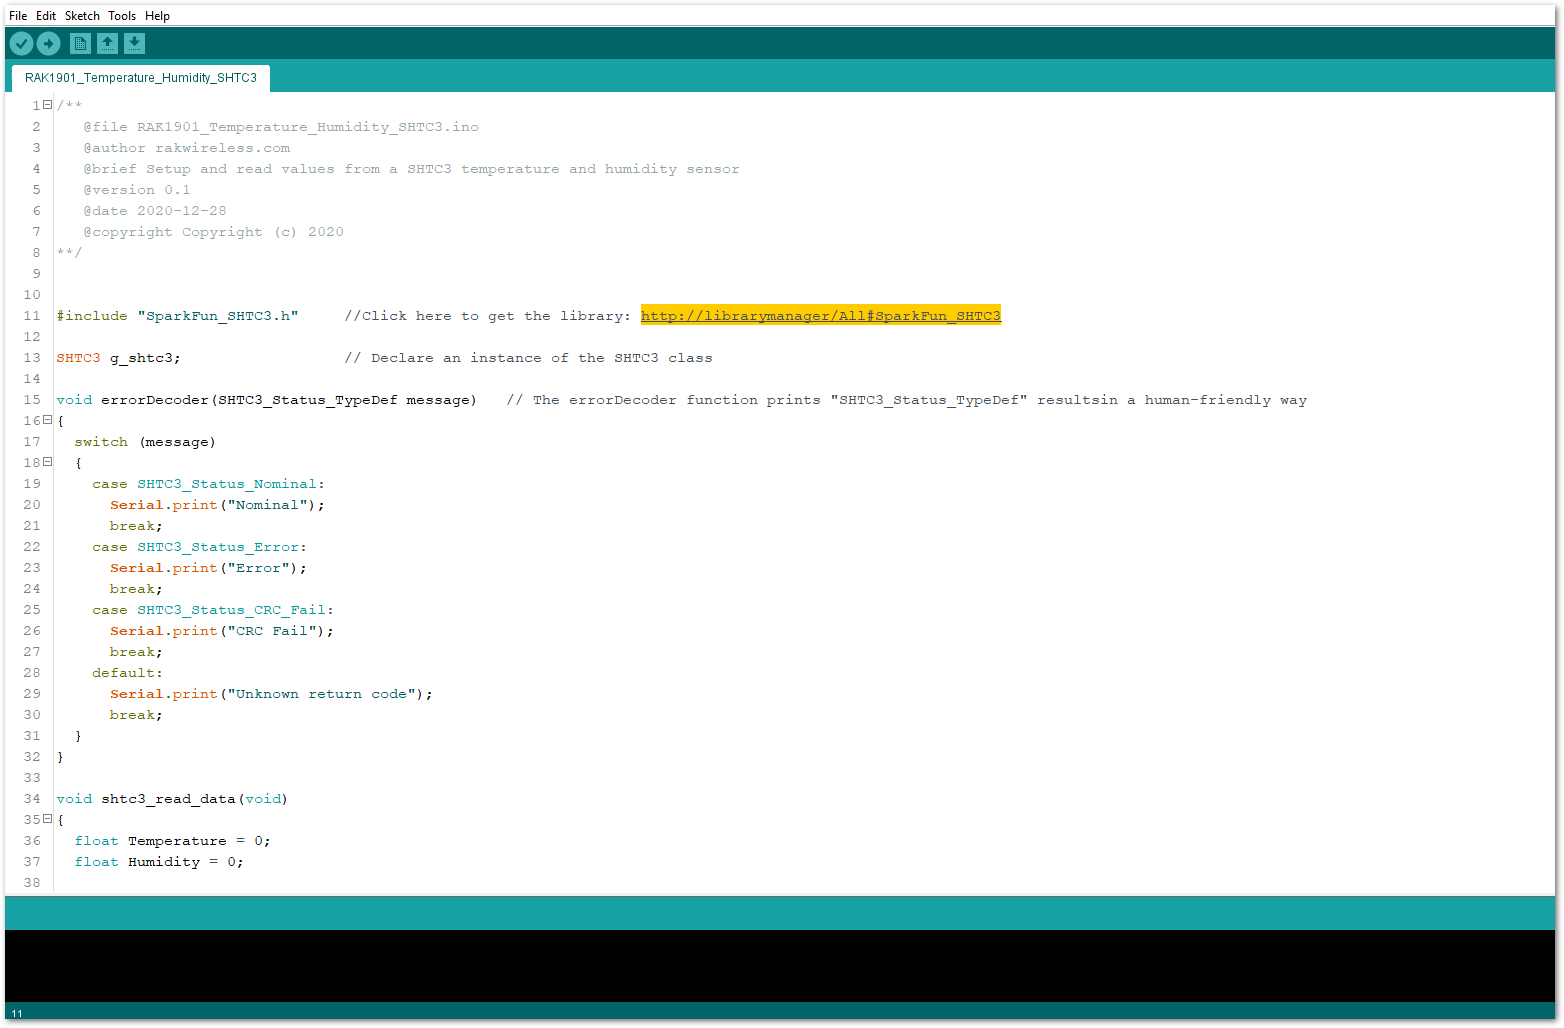 File Edit Sketch Tools Help
RAK1901_Temperature_Humidity_SHTC3
1 /**
2 @file RAK1901_Temperature_Humidity_SHTC3.ino
3 @author rakwireless.com
4 @brief Setup and read values from a SHTC3 temperature and humidity sensor
5 @version 0.1
6 @date 2020-12-28
7 @copyright Copyright (c) 2020
8 **/
9
10
11 #include "SparkFun_SHTC3.h" //Click here to get the library: http://librarymanager/All#SparkFun_SHTC3
12
13 SHTC3 g_shtc3; // Declare an instance of the SHTC3 class
14
15 void errorDecoder(SHTC3_Status_TypeDef message) // The errorDecoder function prints "SHTC3_Status_TypeDef" resultsin a human-friendly way
16 {
17 switch (message)
18 {
19 case SHTC3_Status_Nominal:
20 Serial.print("Nominal");
21 break;
22 case SHTC3_Status_Error:
23 Serial.print("Error");
24 break;
25 case SHTC3_Status_CRC_Fail:
26 Serial.print("CRC Fail");
27 break;
28 default:
29 Serial.print("Unknown return code");
30 break;
31 }
32 }
33
34 void shtc3_read_data(void)
35 {
36 float Temperature = 0;
37 float Humidity = 0;
38
11